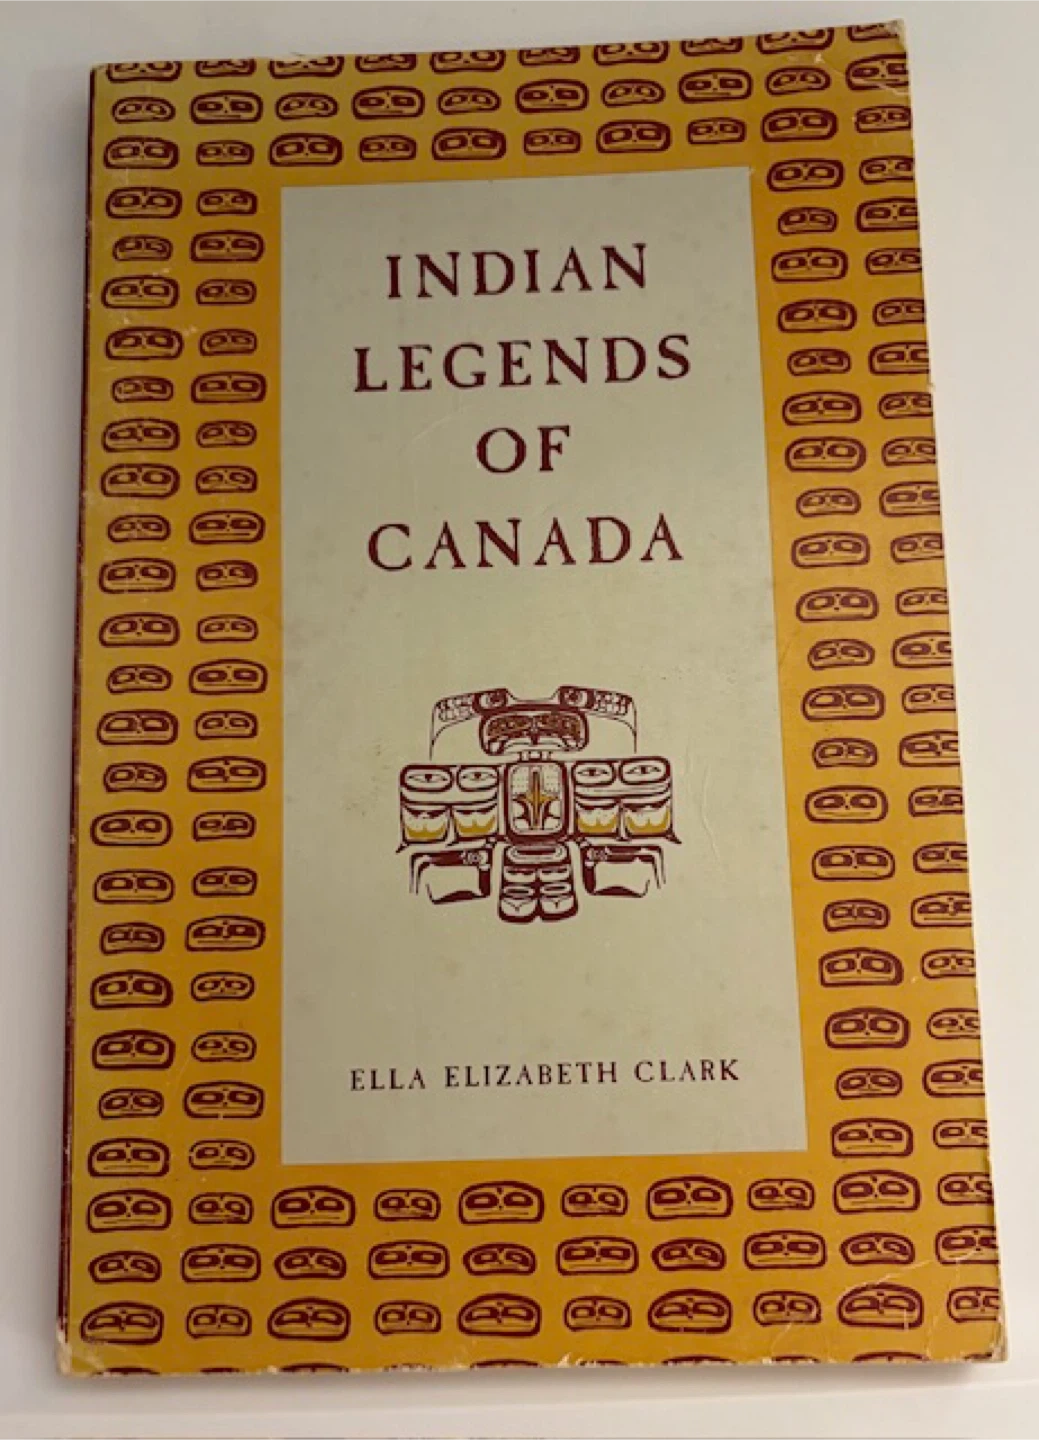 INDIAN
LEGENDS
OF
CANADA
ELLA ELIZABETH CLARK